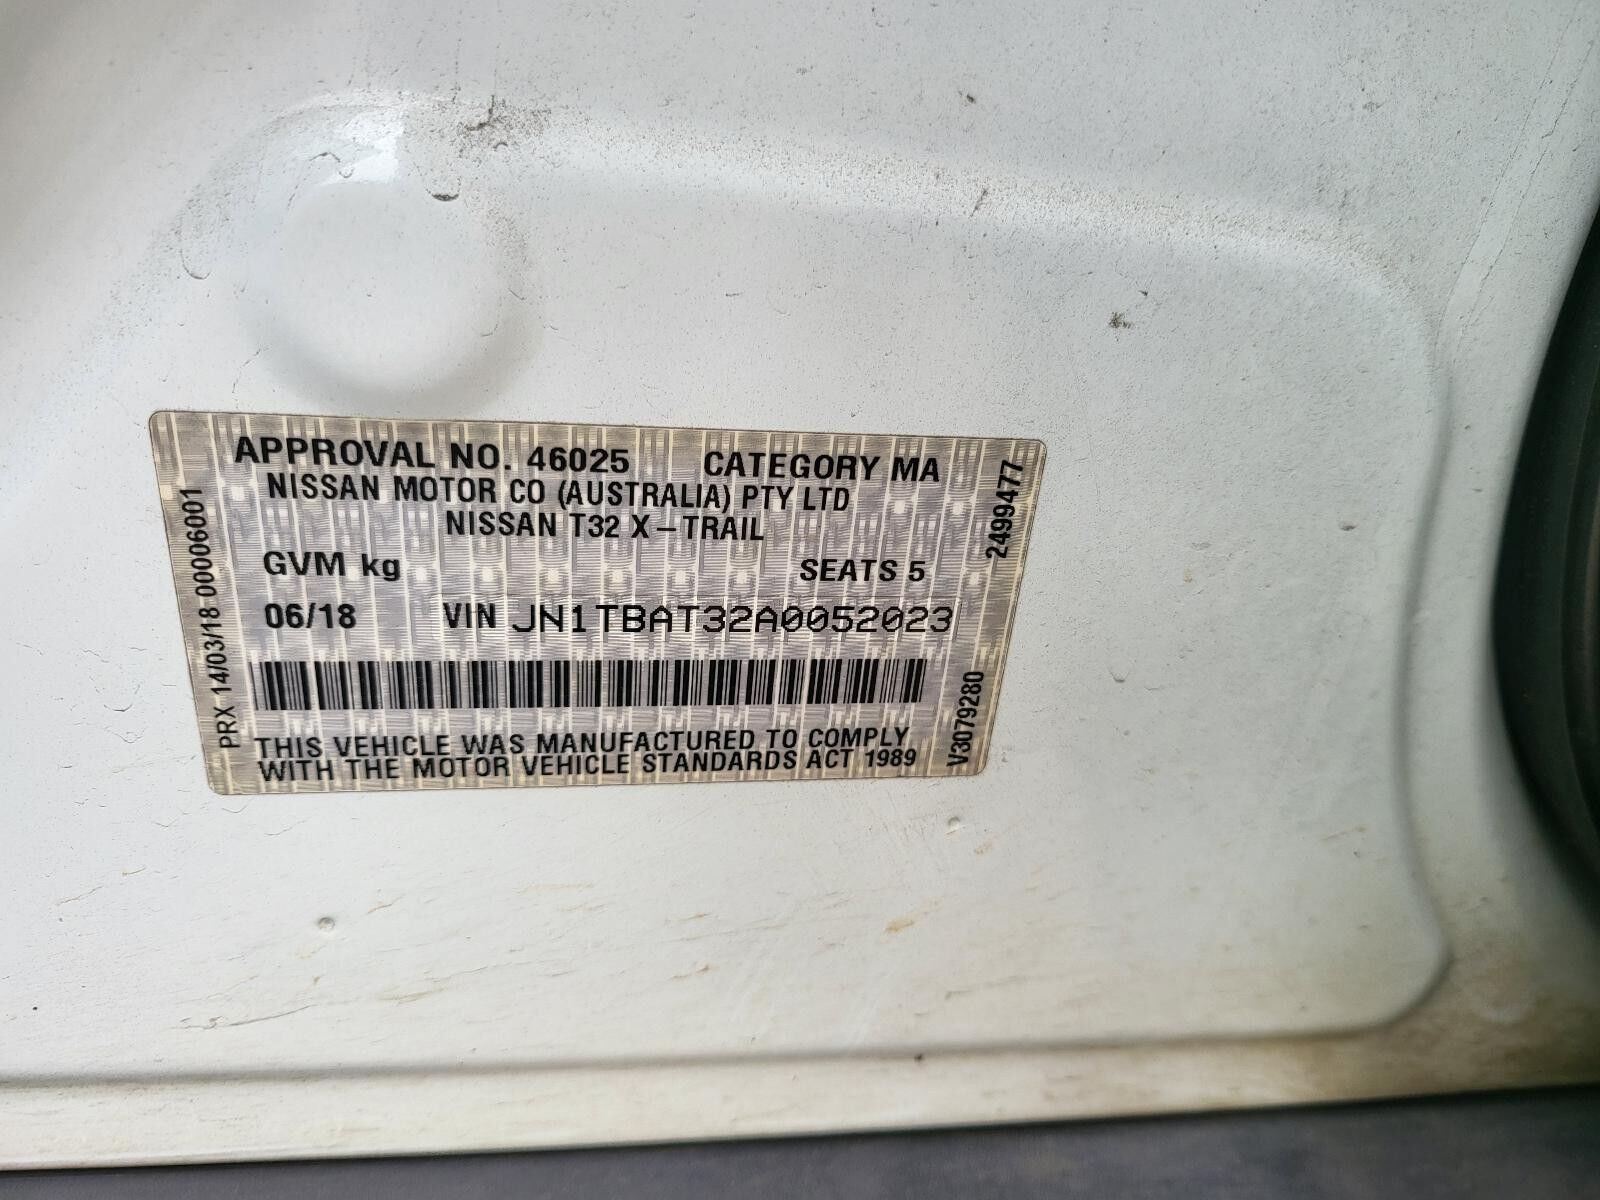 APPROVAL NO. 46025 CATEGORY MA
NISSAN MOTOR CO (AUSTRALIA) PTY LTD
NISSAN T32 X-TRAIL
GVM kg SEATS 5
06/18 VIN JN1TBAT32A0052023
THIS VEHICLE WAS MANUFACTURED TO COMPLY
WITH THE MOTOR VEHICLE STANDARDS ACT 1989
PRX 14/03/18 00006001
2499477
V3079280